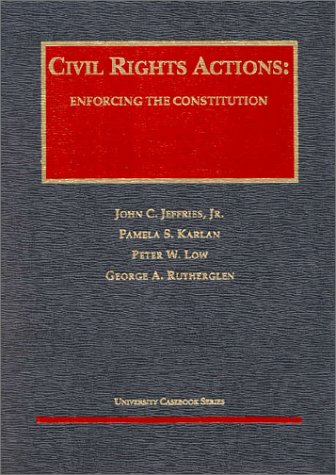 CIVIL RIGHTS ACTIONS:
ENFORCING THE CONSTITUTION
JOHN C. JEFFRIES, JR.
PAMELA S. KARLAN
PETER W. LOW
GEORGE A. RUTHERGLEN
UNIVERSITY CASEBOOK SERIES